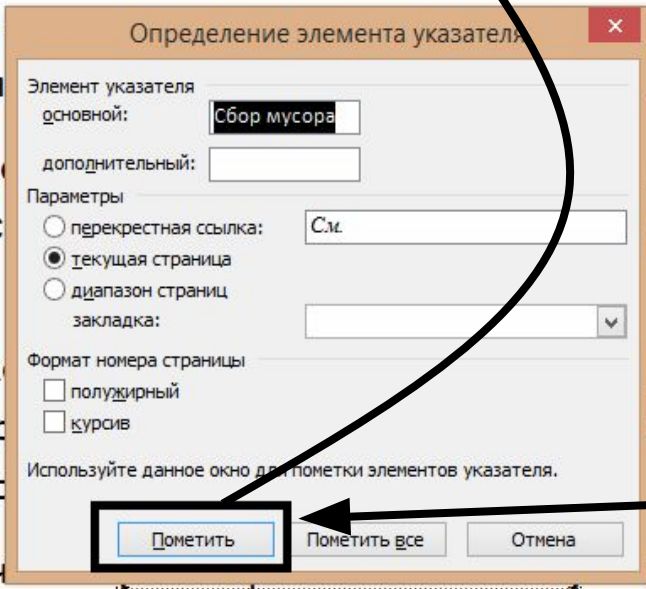 Определение элемента указателя
Элемент указателя
основной: Сбор мусора
дополнительный:
Параметры
перекрестная ссылка: См.
текущая страница
диапазон страниц
закладка:
Формат номера страницы
полужирный
курсив
Используйте данное окно для пометки элементов указателя.
Пометить Пометить все Отмена